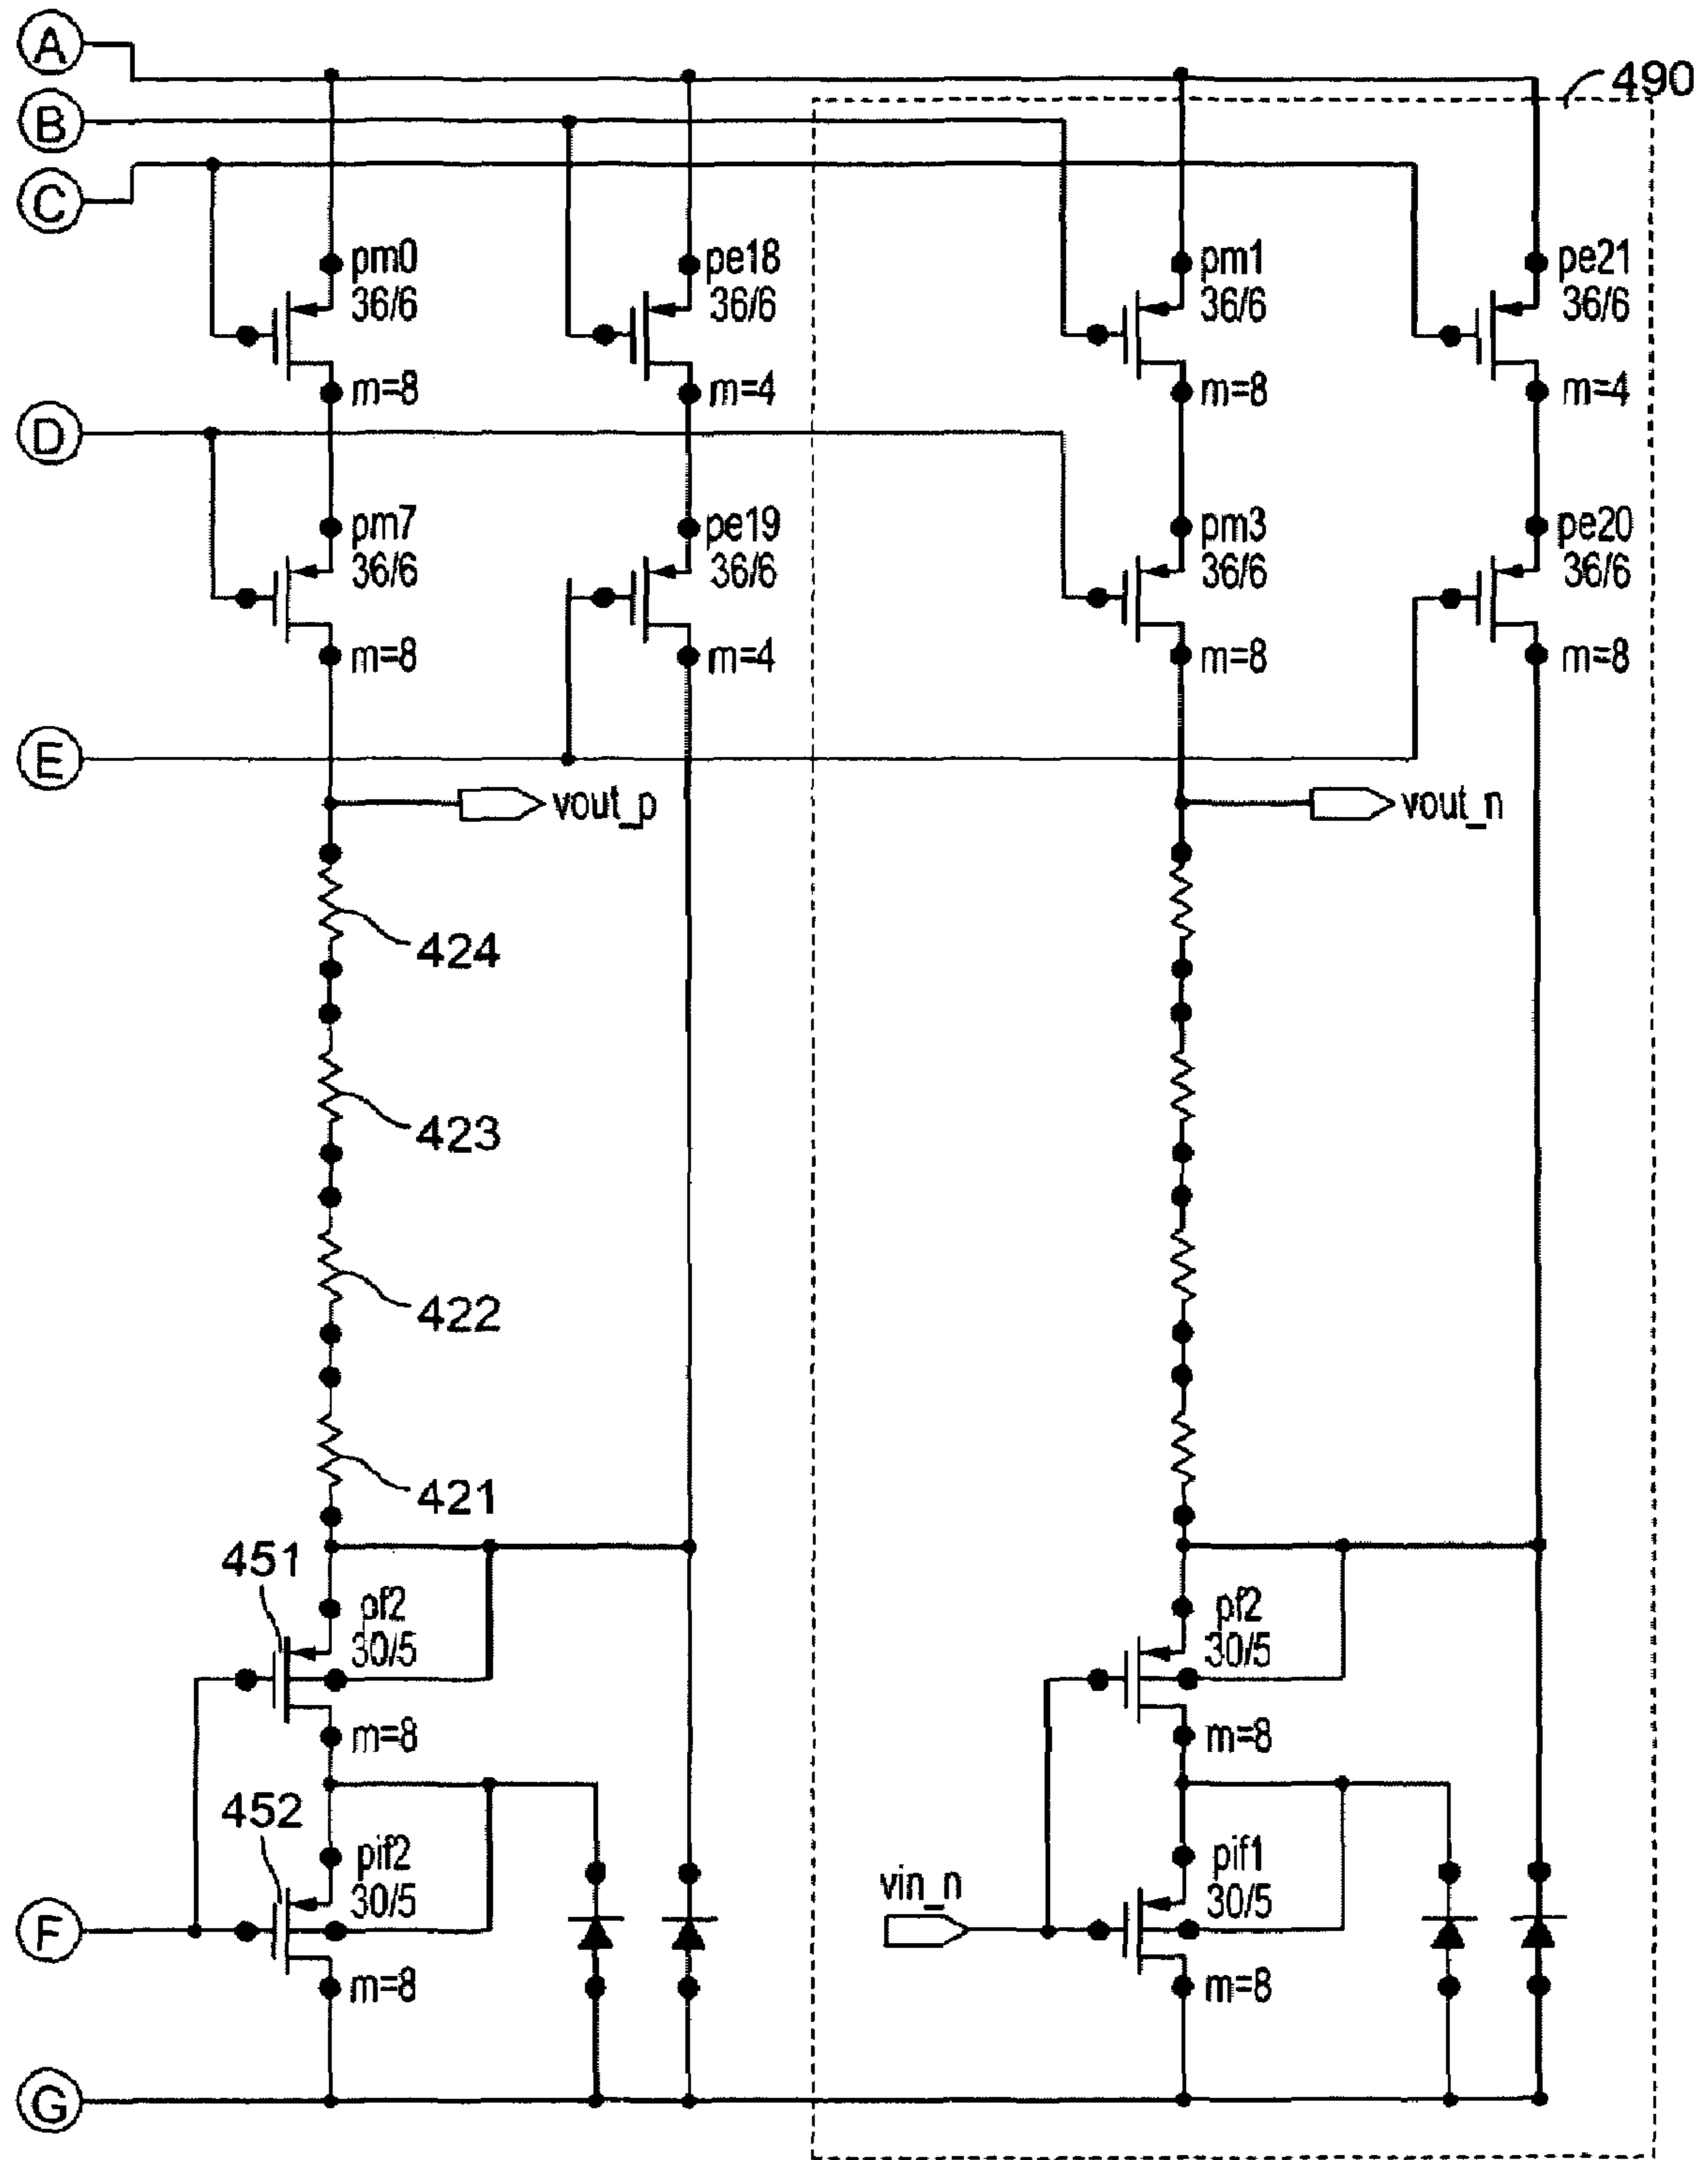 A
490
B
C
pm0
36/6
m=8
pe18
36/6
m=4
pm1
36/6
m=8
pe21
36/6
m=4
D
pm7
36/6
m=8
pe19
36/6
m=4
pm3
36/6
m=8
pe20
36/6
m=8
E
vout_p
vout_n
424
423
422
421
451
pf2
30/5
m=8
pf2
30/5
m=8
452
pif2
30/5
m=8
vin_n
pif1
30/5
m=8
F
G